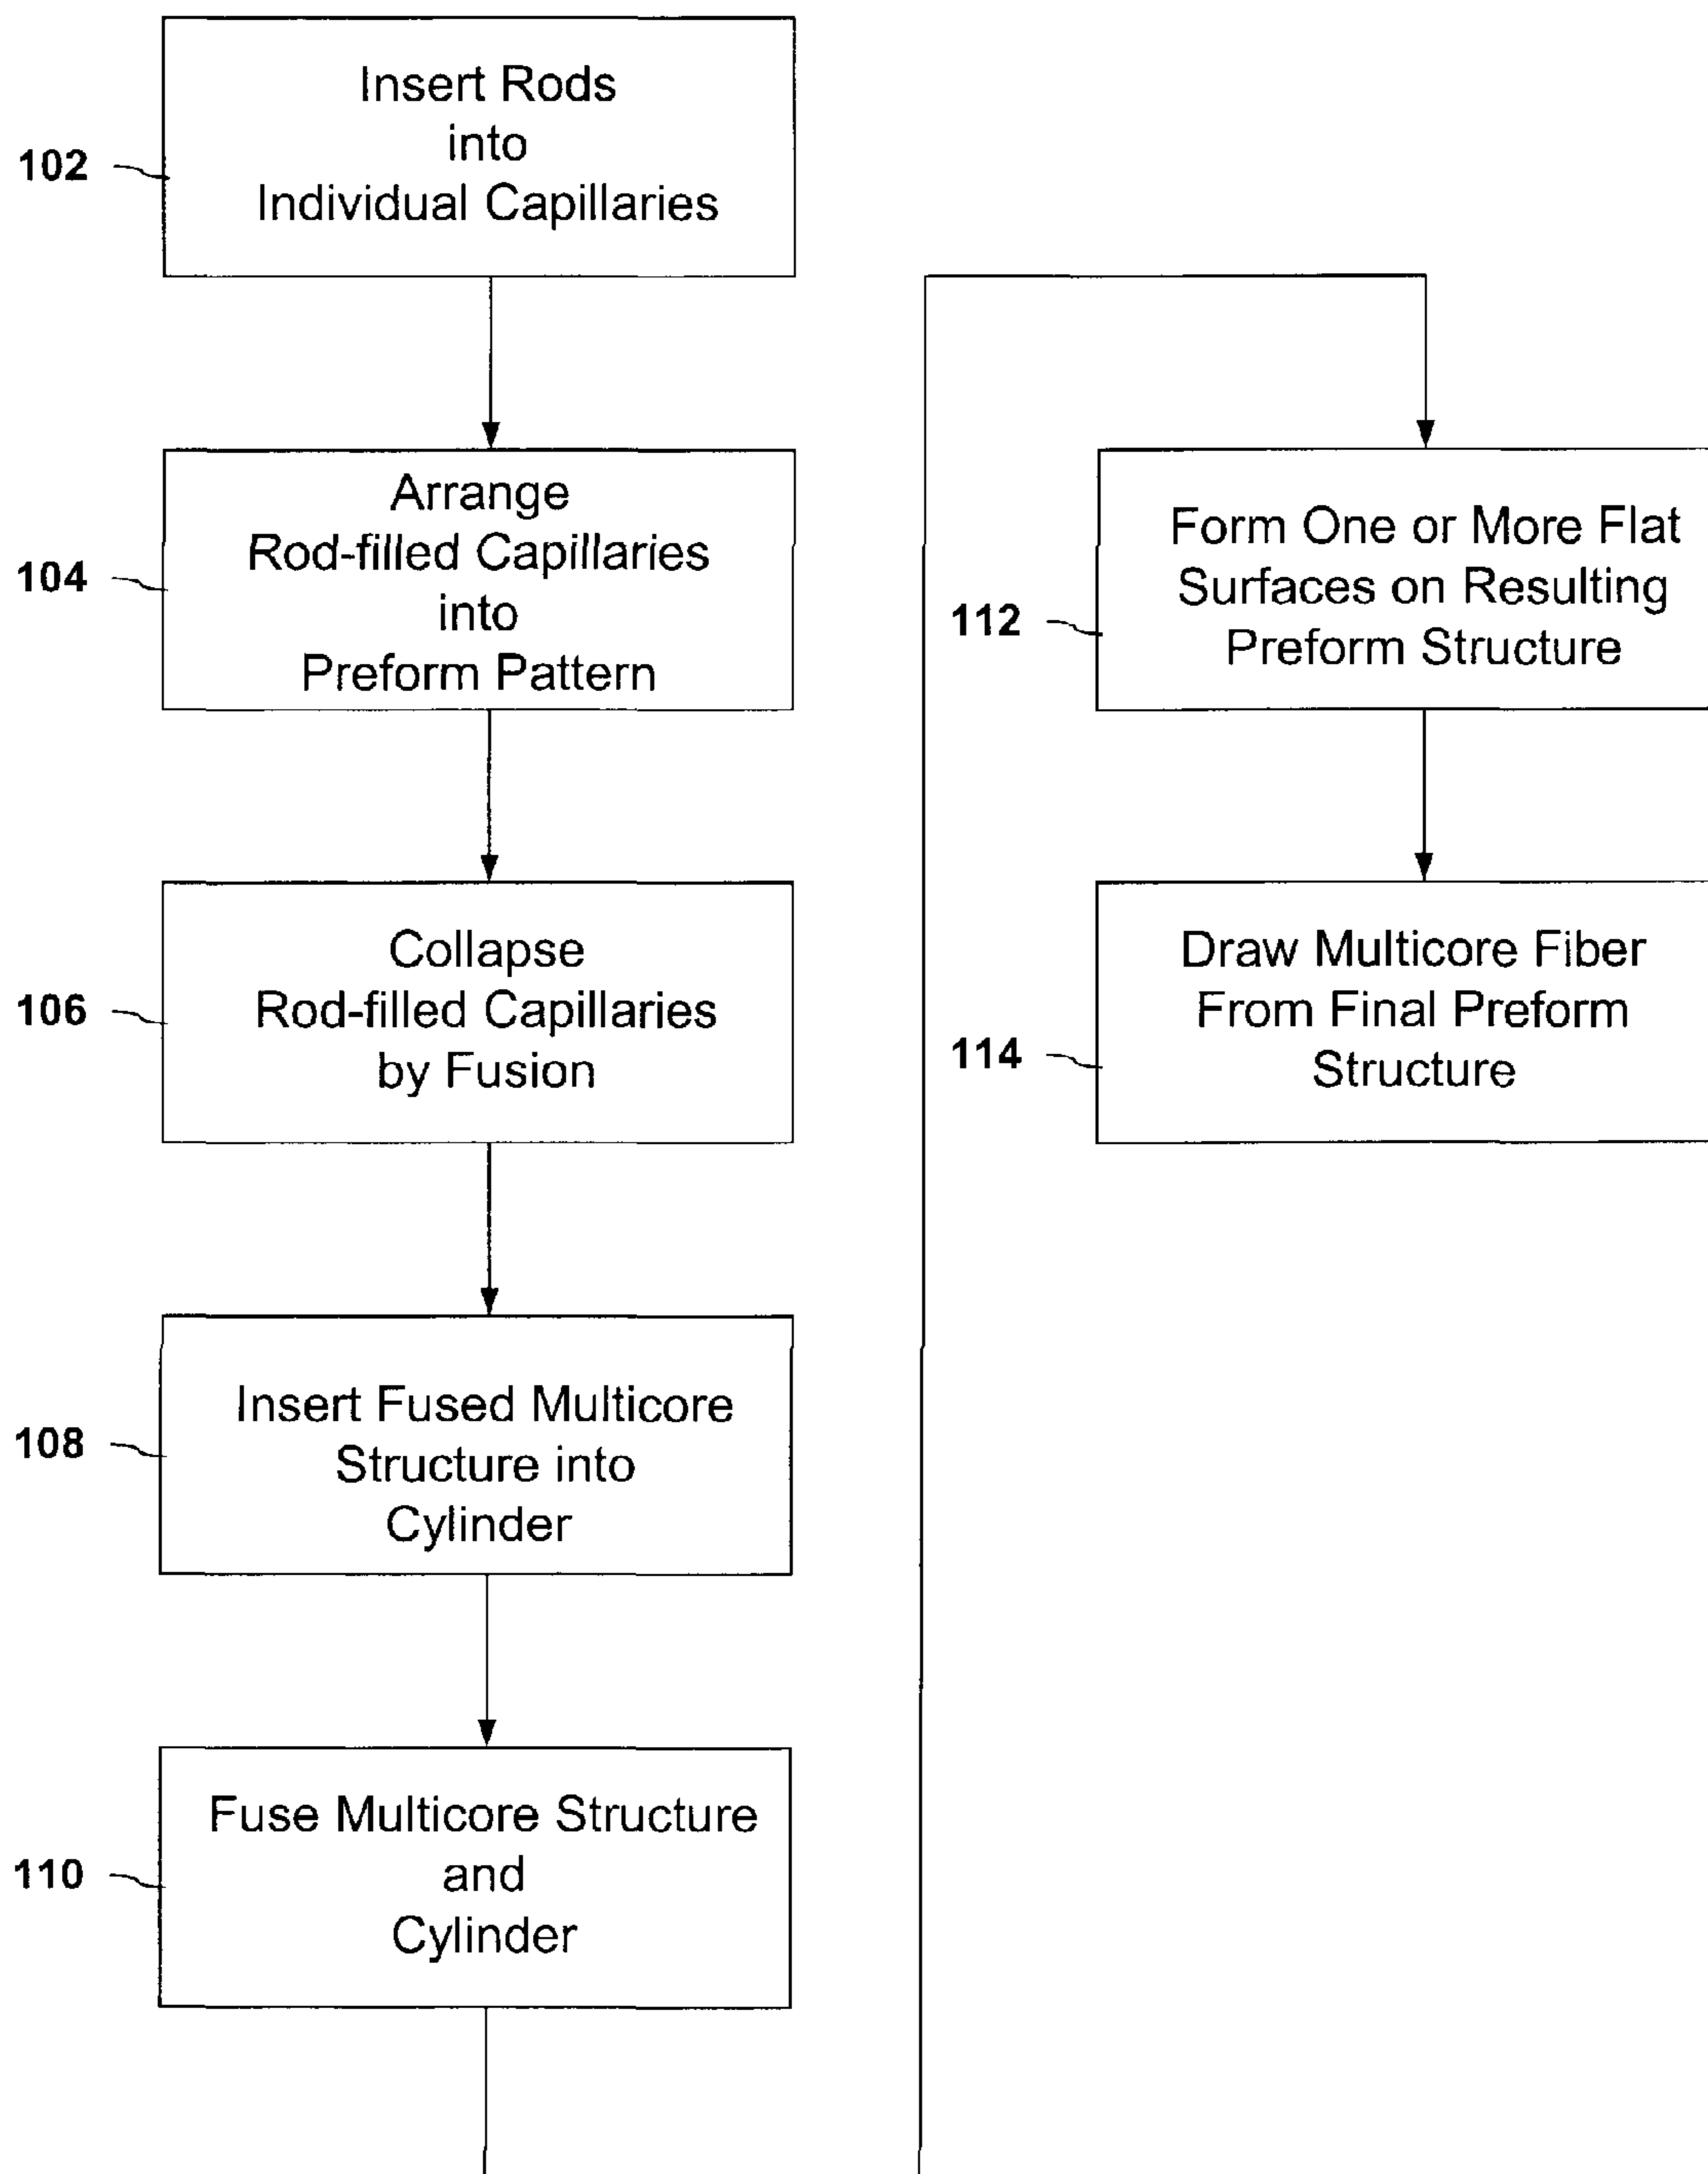 102
Insert Rods
into
Individual Capillaries
104
Arrange
Rod-filled Capillaries
into
Preform Pattern
106
Collapse
Rod-filled Capillaries
by Fusion
108
Insert Fused Multicore
Structure into
Cylinder
110
Fuse Multicore Structure
and
Cylinder
112
Form One or More Flat
Surfaces on Resulting
Preform Structure
114
Draw Multicore Fiber
From Final Preform
Structure